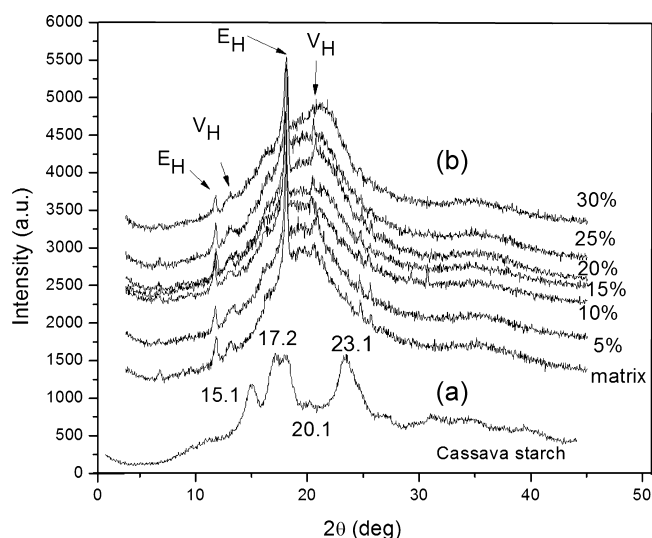 6000
5500
5000
4500
4000
3500
3000
2500
2000
1500
1000
500
0
Intensity (a.u.)
E_H
V_H
V_H
E_H
(b)
30%
25%
20%
15%
10%
5%
matrix
17.2
23.1
15.1
20.1
(a)
Cassava starch
0
10
20
30
40
50
2θ (deg)